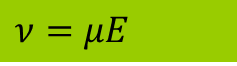 ν = μE